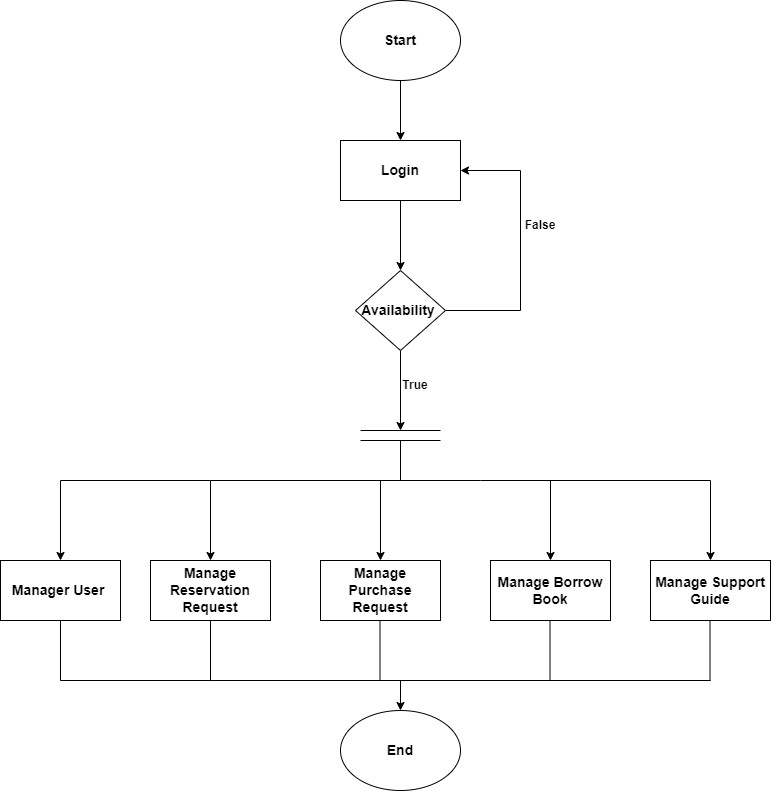 Start
Login
False
Availability
True
Manager User
Manage
Reservation
Request
Manage
Purchase
Request
Manage Borrow
Book
Manage Support
Guide
End